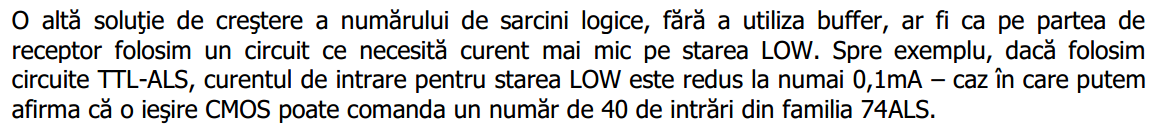 O altă soluţie de creştere a numărului de sarcini logice, fără a utiliza buffer, ar fi ca pe partea de
receptor folosim un circuit ce necesită curent mai mic pe starea LOW. Spre exemplu, dacă folosim
circuite TTL-ALS, curentul de intrare pentru starea LOW este redus la numai 0,1mA – caz în care putem
afirma că o ieşire CMOS poate comanda un număr de 40 de intrări din familia 74ALS.